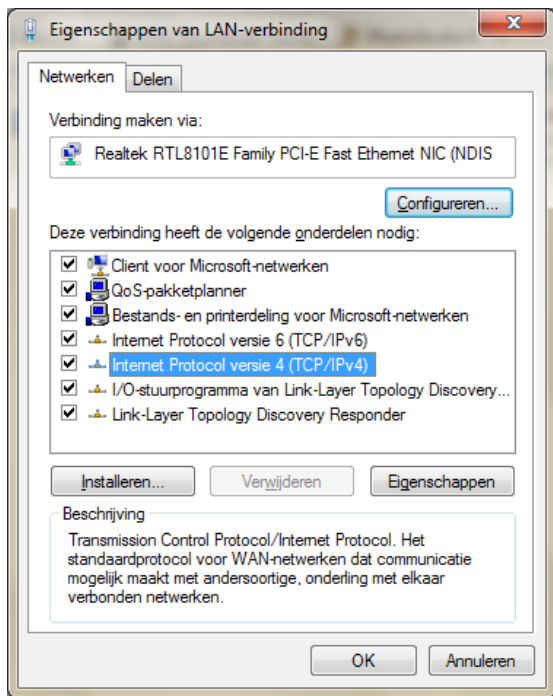 Eigenschappen van LAN-verbinding
Netwerken
Delen
Verbinding maken via:
Realtek RTL8101E Family PCI-E Fast Ethernet NIC (NDIS
Configureren...
Deze verbinding heeft de volgende onderdelen nodig:
Client voor Microsoft-netwerken
QoS-pakketplanner
Bestands- en printerdeling voor Microsoft-netwerken
Internet Protocol versie 6 (TCP/IPv6)
Internet Protocol versie 4 (TCP/IPv4)
I/O-stuurprogramma van Link-Layer Topology Discovery...
Link-Layer Topology Discovery Responder
Installeren...
Verwijderen
Eigenschappen
Beschrijving
Transmission Control Protocol/Internet Protocol. Het
standaardprotocol voor WAN-netwerken dat communicatie
mogelijk maakt met andersoortige, onderling met elkaar
verbonden netwerken.
OK
Annuleren